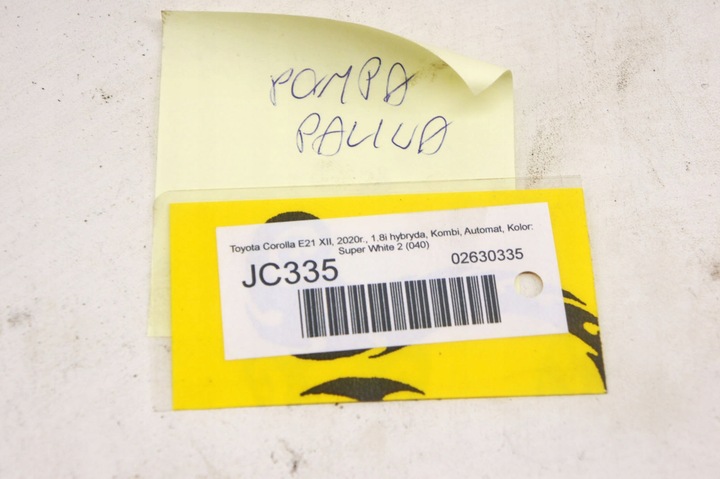 POMPA
PALIWA
Toyota Corolla E21 XII, 2020r., 1.8i hybryda, Kombi, Automat, Kolor:
Super White 2 (040)
JC335
02630335